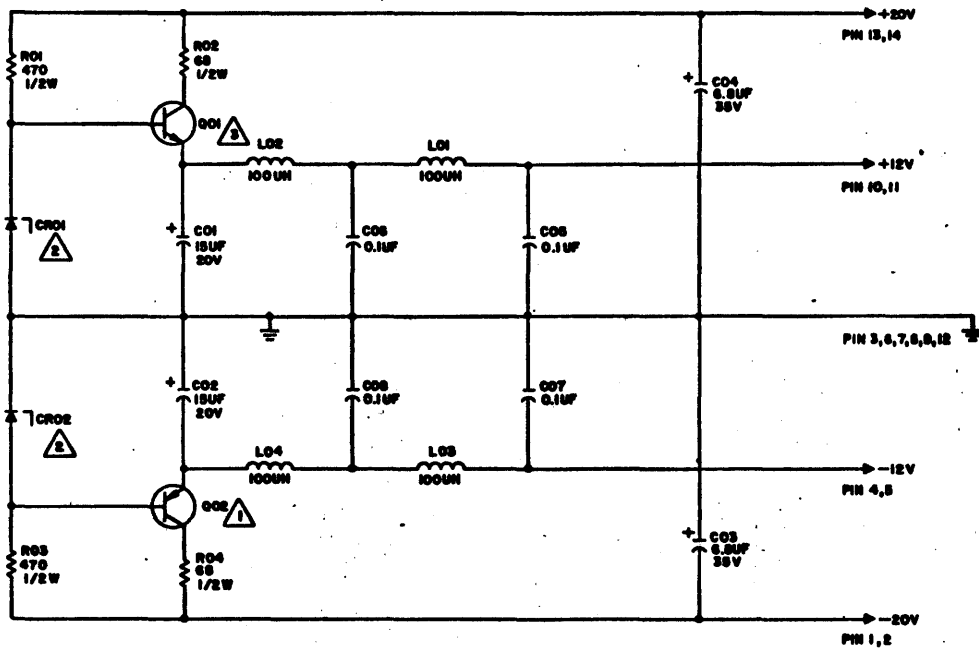 +20V
PIN 13,14
R01
470
1/2W
R02
68
1/2W
Q01
3
C04
6.8UF
35V
L02
100UH
L01
100UH
+12V
PIN 10,11
CR01
2
+
C01
15UF
20V
C06
0.1UF
C05
0.1UF
+
PIN 3,6,7,8,9,12
CR02
2
+
C02
15UF
20V
C08
0.1UF
C07
0.1UF
L04
100UH
L03
100UH
-12V
PIN 4,5
Q02
1
R03
470
1/2W
R04
68
1/2W
+
C03
6.8UF
35V
-20V
PIN 1,2